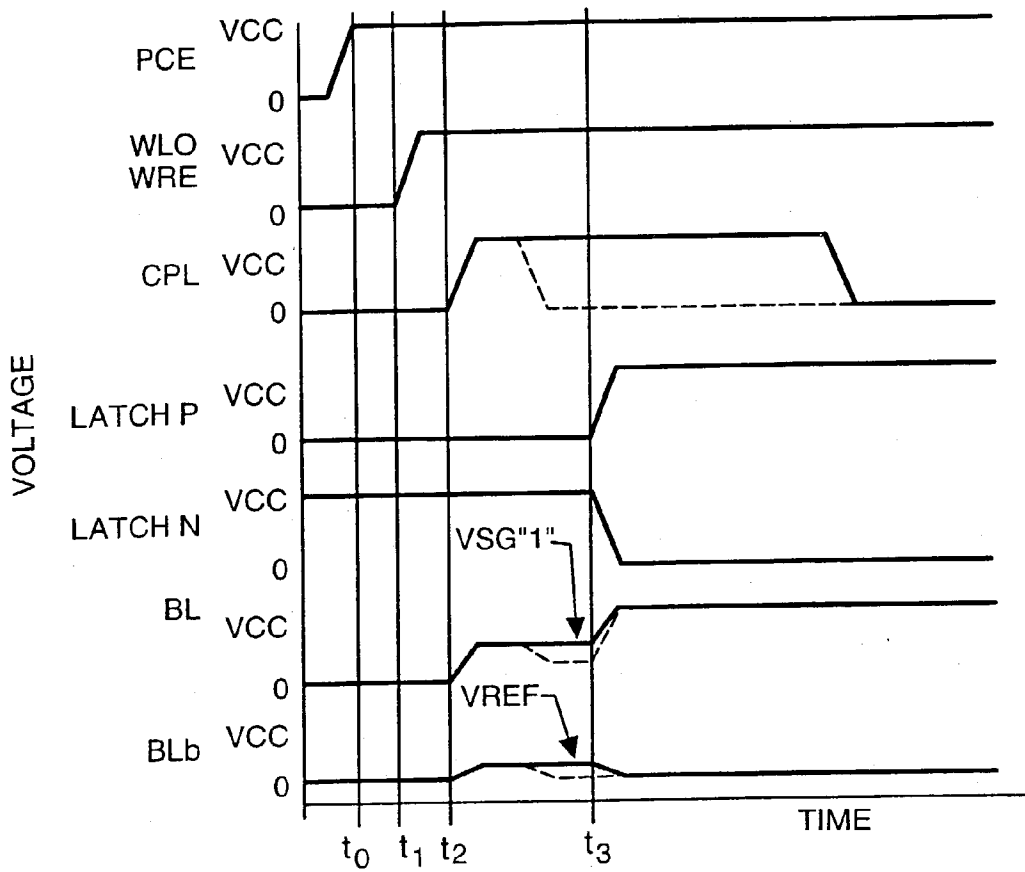 PCE VCC
0
WLO
WRE VCC
0
CPL VCC
0
LATCH P VCC
0
LATCH N VCC
0
VSG"1"
BL VCC
0
VREF
BLb VCC
0
VOLTAGE
TIME
t0 t1 t2 t3